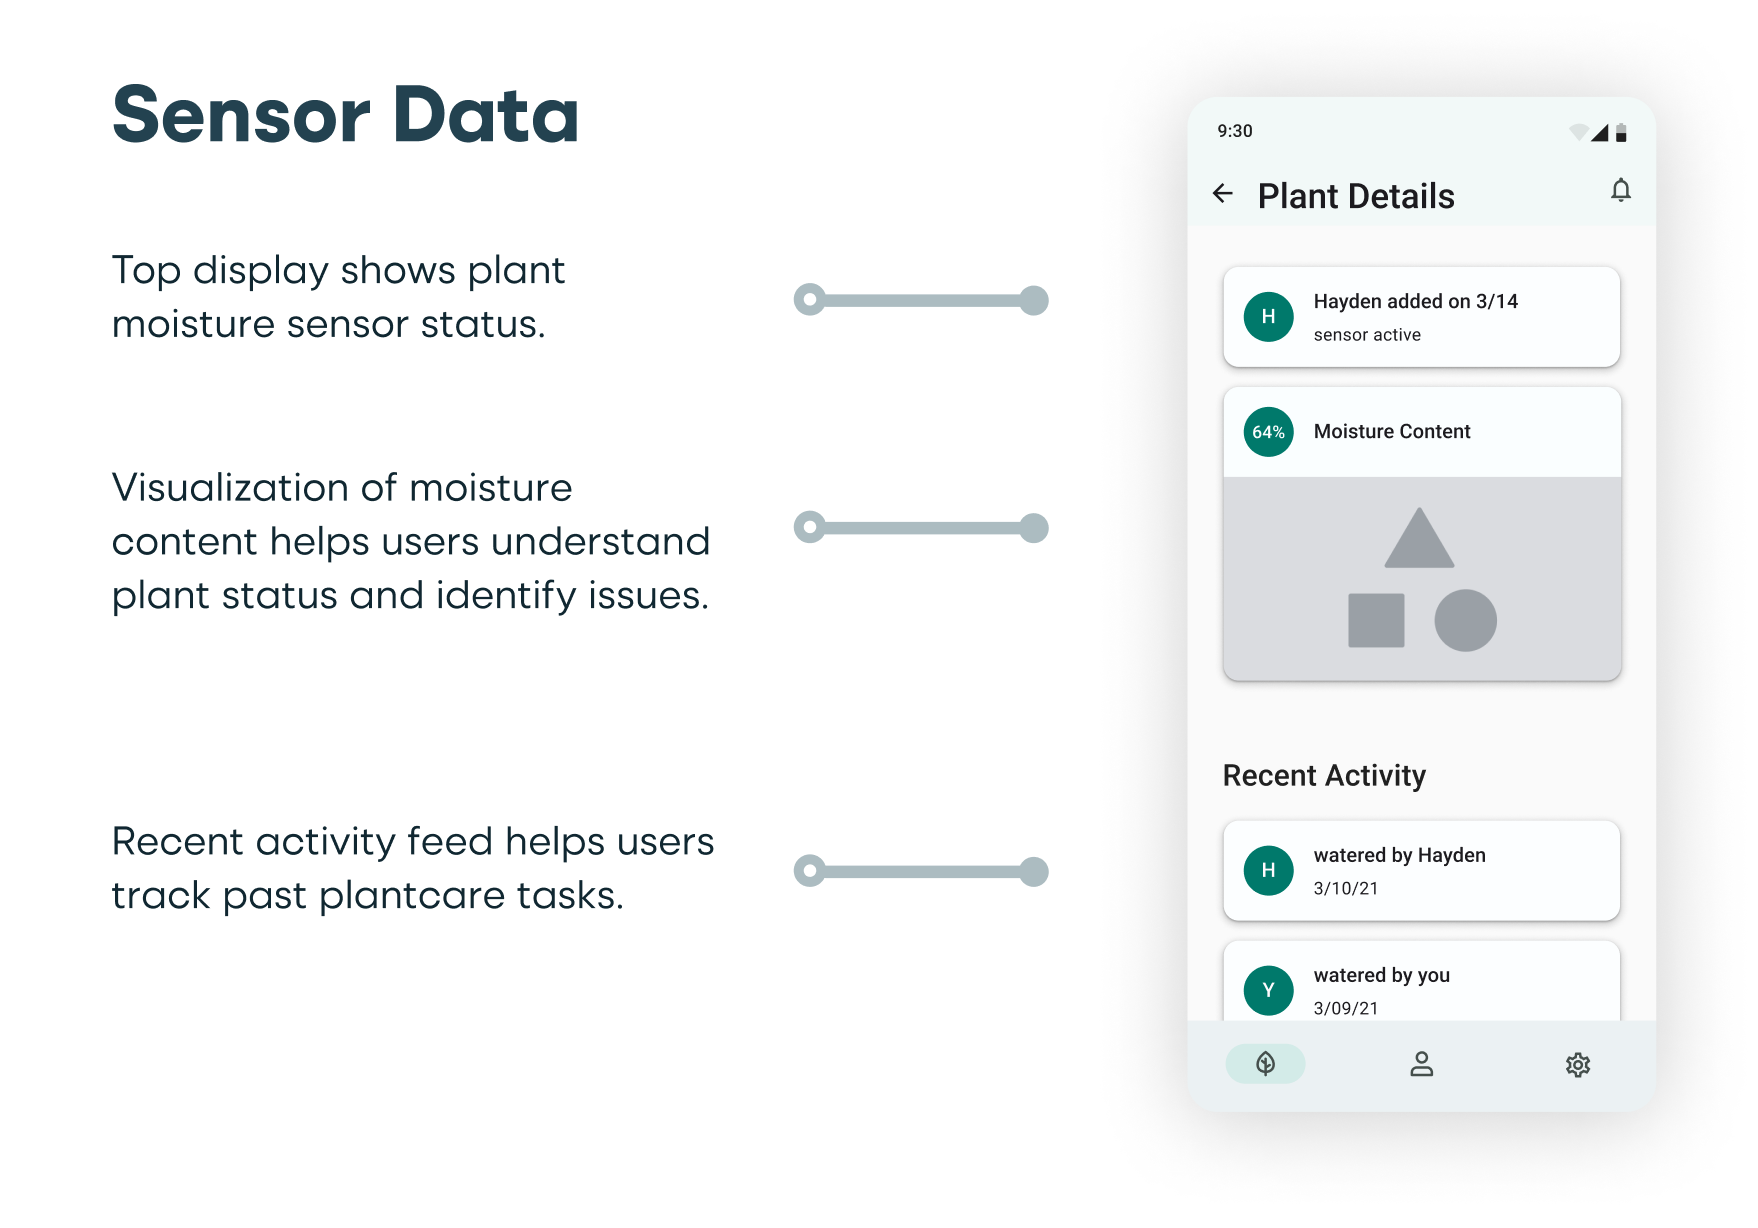 Sensor Data
Top display shows plant
moisture sensor status.
Visualization of moisture
content helps users understand
plant status and identify issues.
Recent activity feed helps users
track past plantcare tasks.
9:30
Plant Details
H
Hayden added on 3/14
sensor active
64%
Moisture Content
Recent Activity
H
watered by Hayden
3/10/21
Y
watered by you
3/09/21